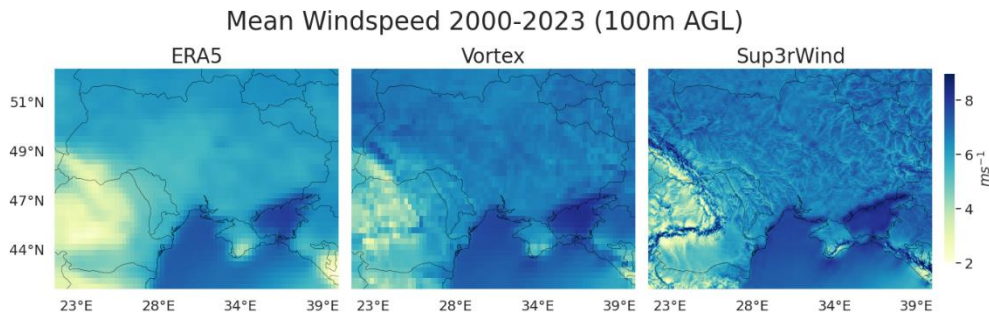 Mean Windspeed 2000-2023 (100m AGL)
ERA5 Vortex Sup3rWind
51°N
49°N
47°N
44°N
23°E 28°E 34°E 39°E 23°E 28°E 34°E 39°E 23°E 28°E 34°E 39°E
8
6
4
2
ms⁻¹